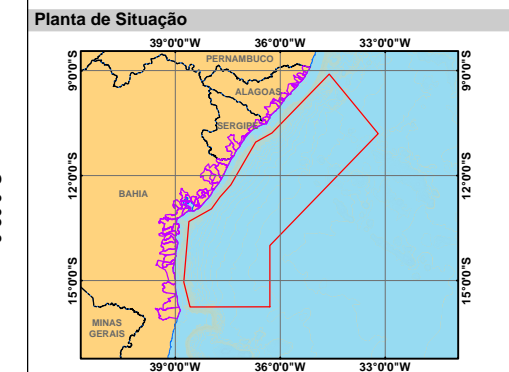 Planta de Situação
39°0'0"W 36°0'0"W 33°0'0"W
9°0'0"S
9°0'0"S
PERNAMBUCO
ALAGOAS
SERGIPE
12°0'0"S
12°0'0"S
BAHIA
15°0'0"S
15°0'0"S
MINAS
GERAIS
39°0'0"W 36°0'0"W 33°0'0"W